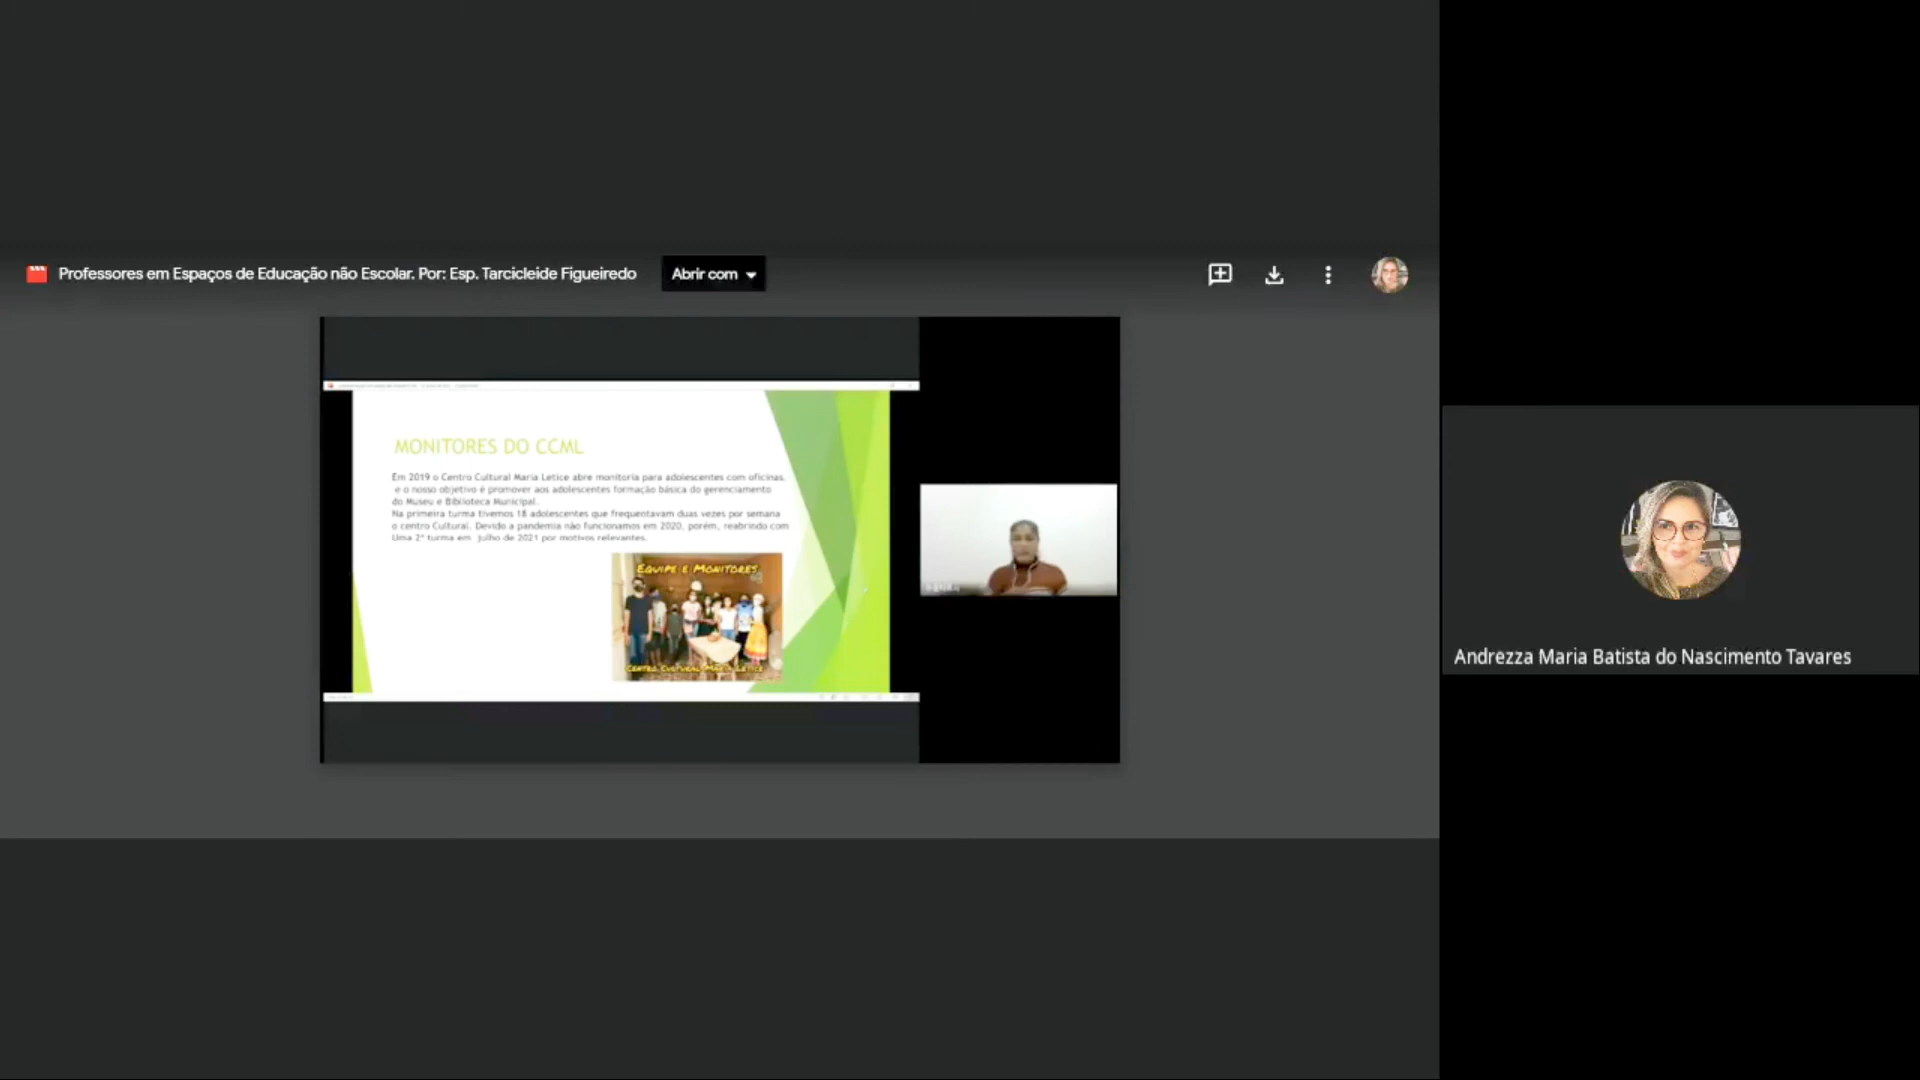 Professores em Espaços de Educação não Escolar. Por: Esp. Tarcicleide Figueiredo
Abrir com
MONITORES DO CCML
Em 2019 o Centro Cultural Maria Letice abre monitoria para adolescentes com oficinas,
e o nosso objetivo é promover aos adolescentes formação básica do gerenciamento
do Museu e Biblioteca Municipal.
Na primeira turma tivemos 18 adolescentes que frequentavam duas vezes por semana
o centro Cultural. Devido a pandemia não funcionamos em 2020, porém, reabrindo com
Uma 2ª turma em julho de 2021 por motivos relevantes.
EQUIPE E MONITORES
CENTRO CULTURAL MARIA LETICE
Andrezza Maria Batista do Nascimento Tavares